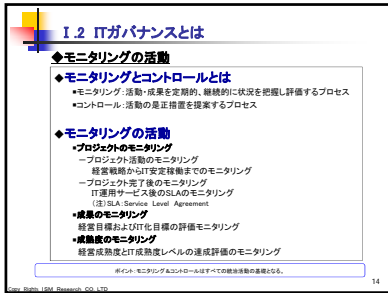 Ⅰ.2 ITガバナンスとは
◆モニタリングの活動
◆モニタリングとコントロールとは
■モニタリング:活動・成果を定期的、継続的に状況を把握し評価するプロセス
■コントロール:活動の是正措置を提案するプロセス
◆モニタリングの活動
■プロジェクトのモニタリング
－プロジェクト活動のモニタリング
経営戦略からIT安定稼働までのモニタリング
－プロジェクト完了後のモニタリング
IT運用サービス後のSLAのモニタリング
(注)SLA:Service Level Agreement
■成果のモニタリング
経営目標およびIT化目標の評価モニタリング
■成熟度のモニタリング
経営成熟度とIT成熟度レベルの達成評価のモニタリング
ポイント:モニタリング&コントロールはすべての統治活動の基礎となる。
14
Copy Rights ISM Research CO. LTD